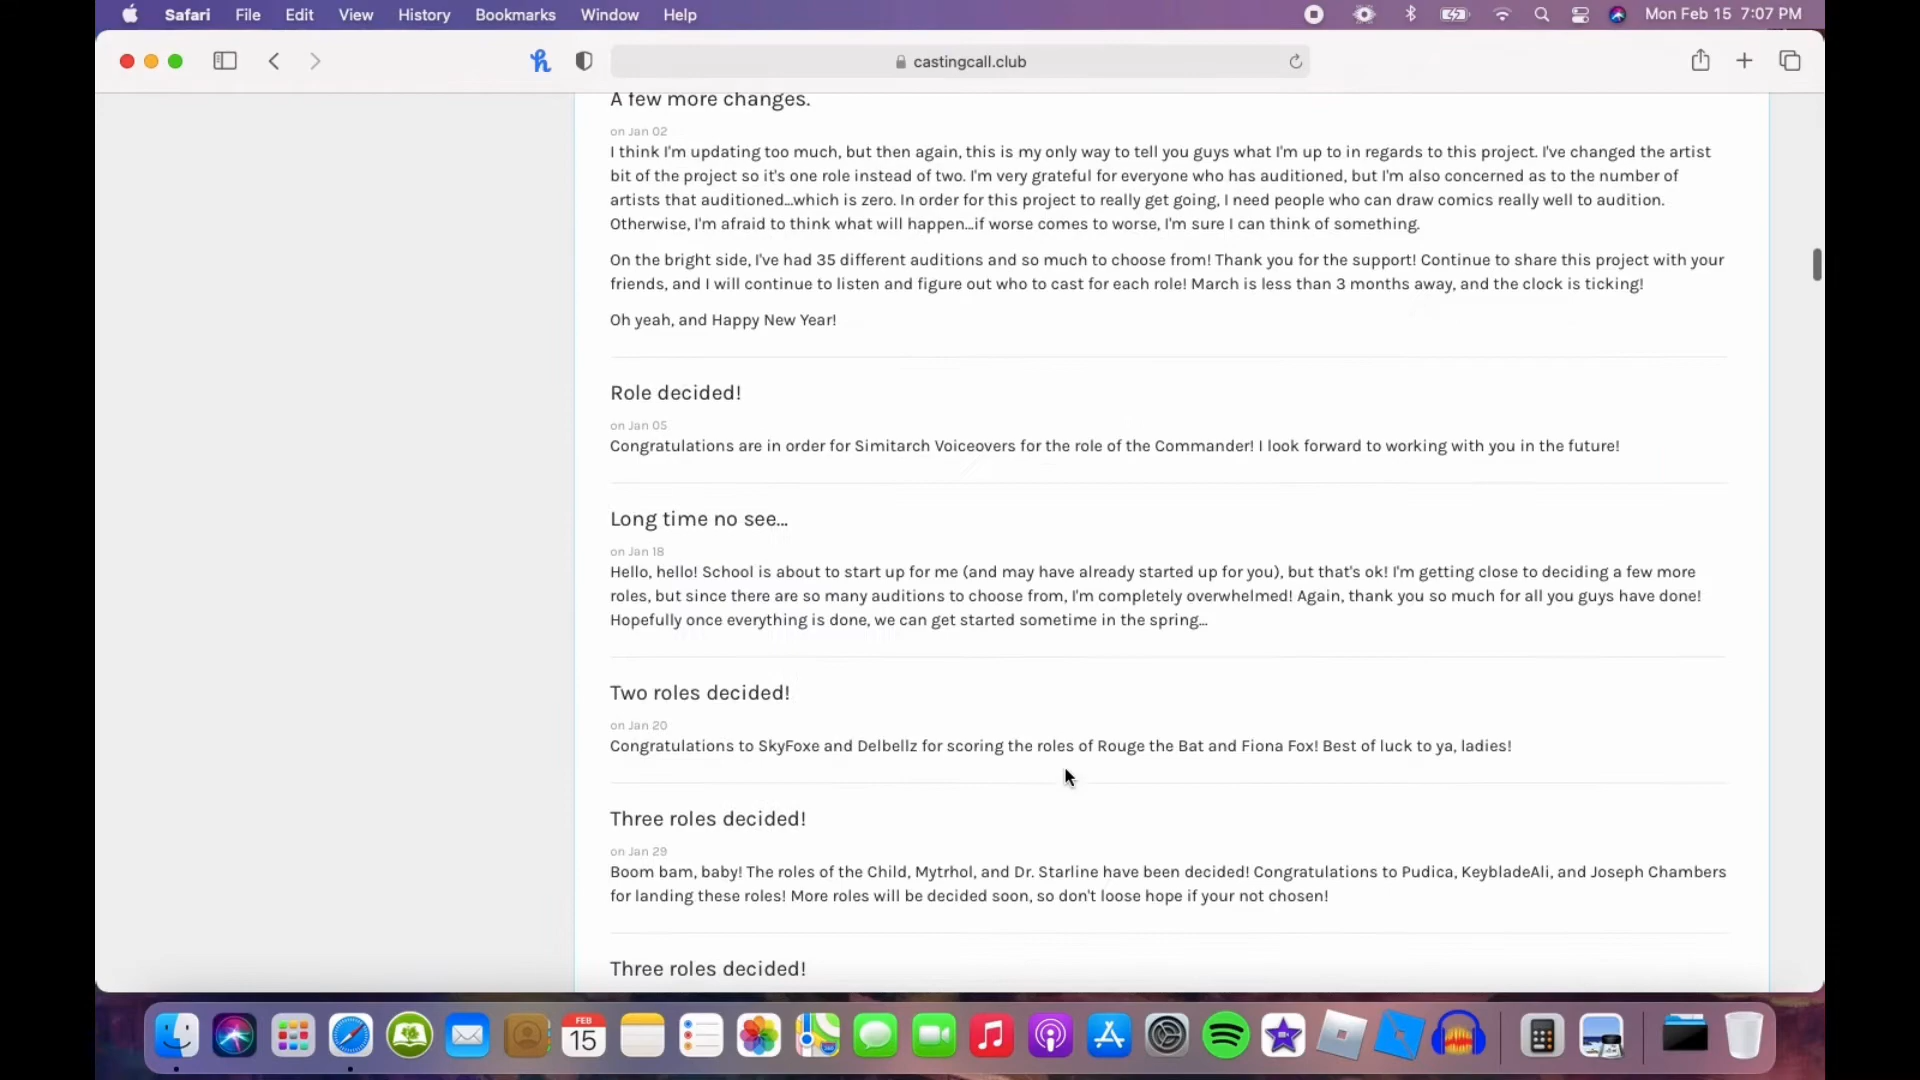 Safari File Edit View History Bookmarks Window Help Mon Feb 15 7:07 PM
castingcall.club
A few more changes.
on Jan 02
I think I'm updating too much, but then again, this is my only way to tell you guys what I'm up to in regards to this project. I've changed the artist
bit of the project so it's one role instead of two. I'm very grateful for everyone who has auditioned, but I'm also concerned as to the number of
artists that auditioned...which is zero. In order for this project to really get going, I need people who can draw comics really well to audition.
Otherwise, I'm afraid to think what will happen...if worse comes to worse, I'm sure I can think of something.
On the bright side, I've had 35 different auditions and so much to choose from! Thank you for the support! Continue to share this project with your
friends, and I will continue to listen and figure out who to cast for each role! March is less than 3 months away, and the clock is ticking!
Oh yeah, and Happy New Year!
Role decided!
on Jan 05
Congratulations are in order for Simitarch Voiceovers for the role of the Commander! I look forward to working with you in the future!
Long time no see...
on Jan 18
Hello, hello! School is about to start up for me (and may have already started up for you), but that's ok! I'm getting close to deciding a few more
roles, but since there are so many auditions to choose from, I'm completely overwhelmed! Again, thank you so much for all you guys have done!
Hopefully once everything is done, we can get started sometime in the spring...
Two roles decided!
on Jan 20
Congratulations to SkyFoxe and Delbellz for scoring the roles of Rouge the Bat and Fiona Fox! Best of luck to ya, ladies!
Three roles decided!
on Jan 29
Boom bam, baby! The roles of the Child, Mytrhol, and Dr. Starline have been decided! Congratulations to Pudica, KeybladeAli, and Joseph Chambers
for landing these roles! More roles will be decided soon, so don't loose hope if your not chosen!
Three roles decided!
FEB
15